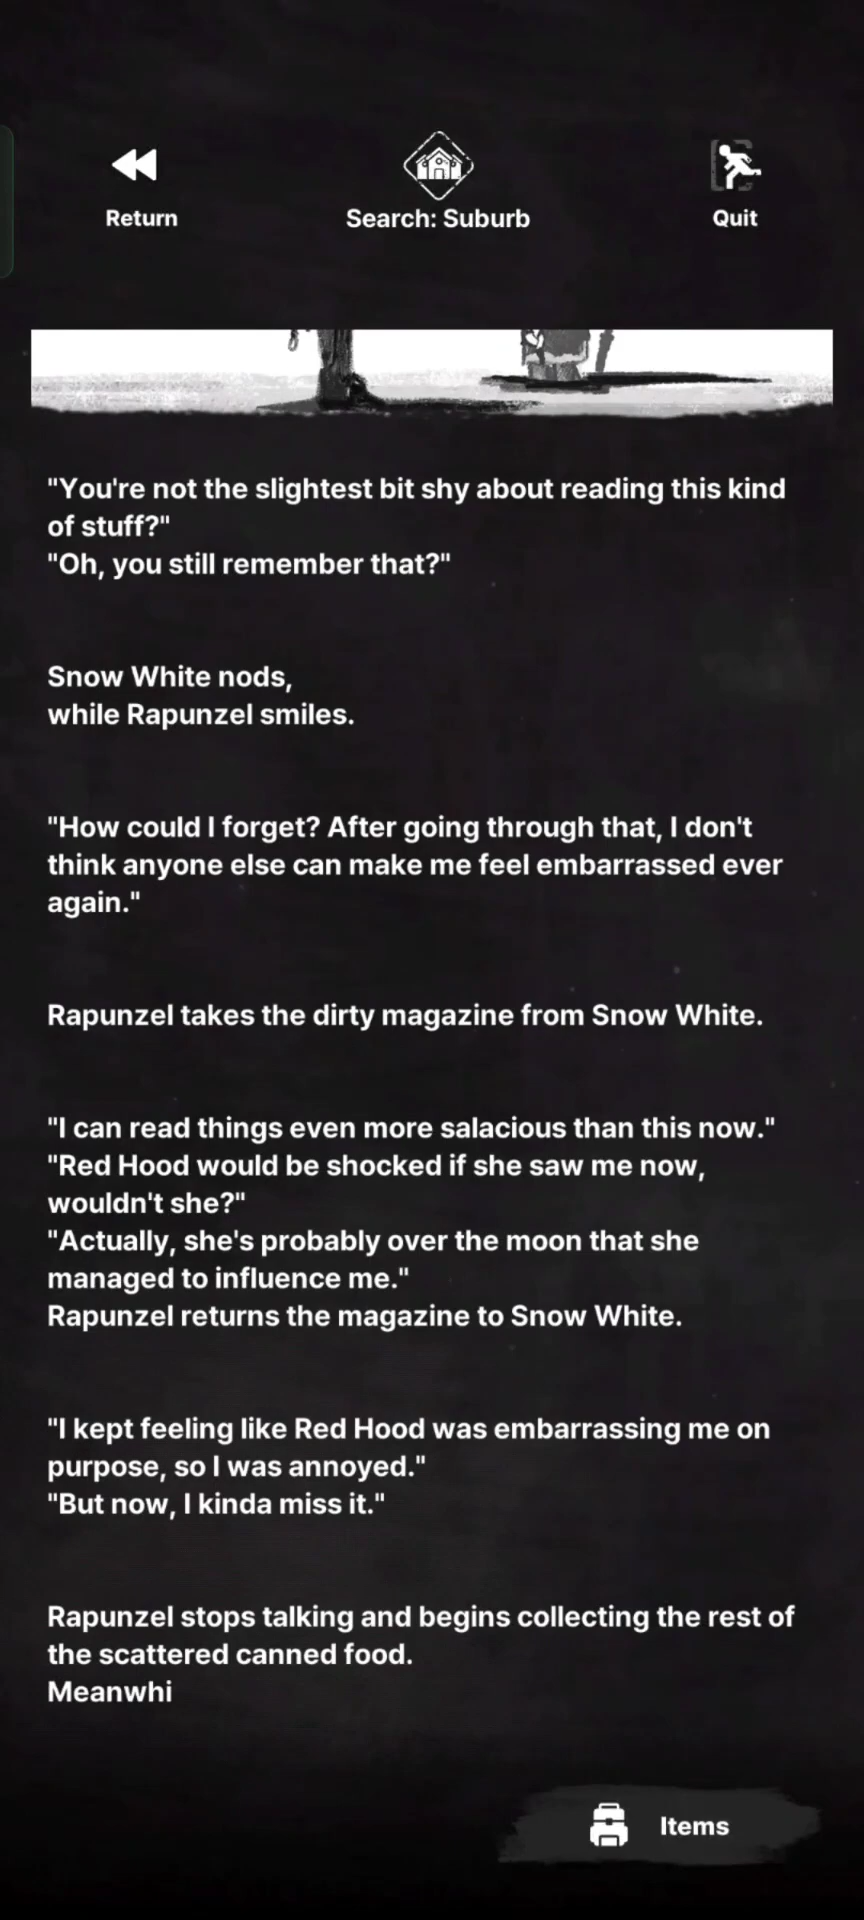 Return
Search: Suburb
Quit
"You're not the slightest bit shy about reading this kind
of stuff?"
"Oh, you still remember that?"
Snow White nods,
while Rapunzel smiles.
"How could I forget? After going through that, I don't
think anyone else can make me feel embarrassed ever
again."
Rapunzel takes the dirty magazine from Snow White.
"I can read things even more salacious than this now."
"Red Hood would be shocked if she saw me now,
wouldn't she?"
"Actually, she's probably over the moon that she
managed to influence me."
Rapunzel returns the magazine to Snow White.
"I kept feeling like Red Hood was embarrassing me on
purpose, so I was annoyed."
"But now, I kinda miss it."
Rapunzel stops talking and begins collecting the rest of
the scattered canned food.
Meanwhi
Items